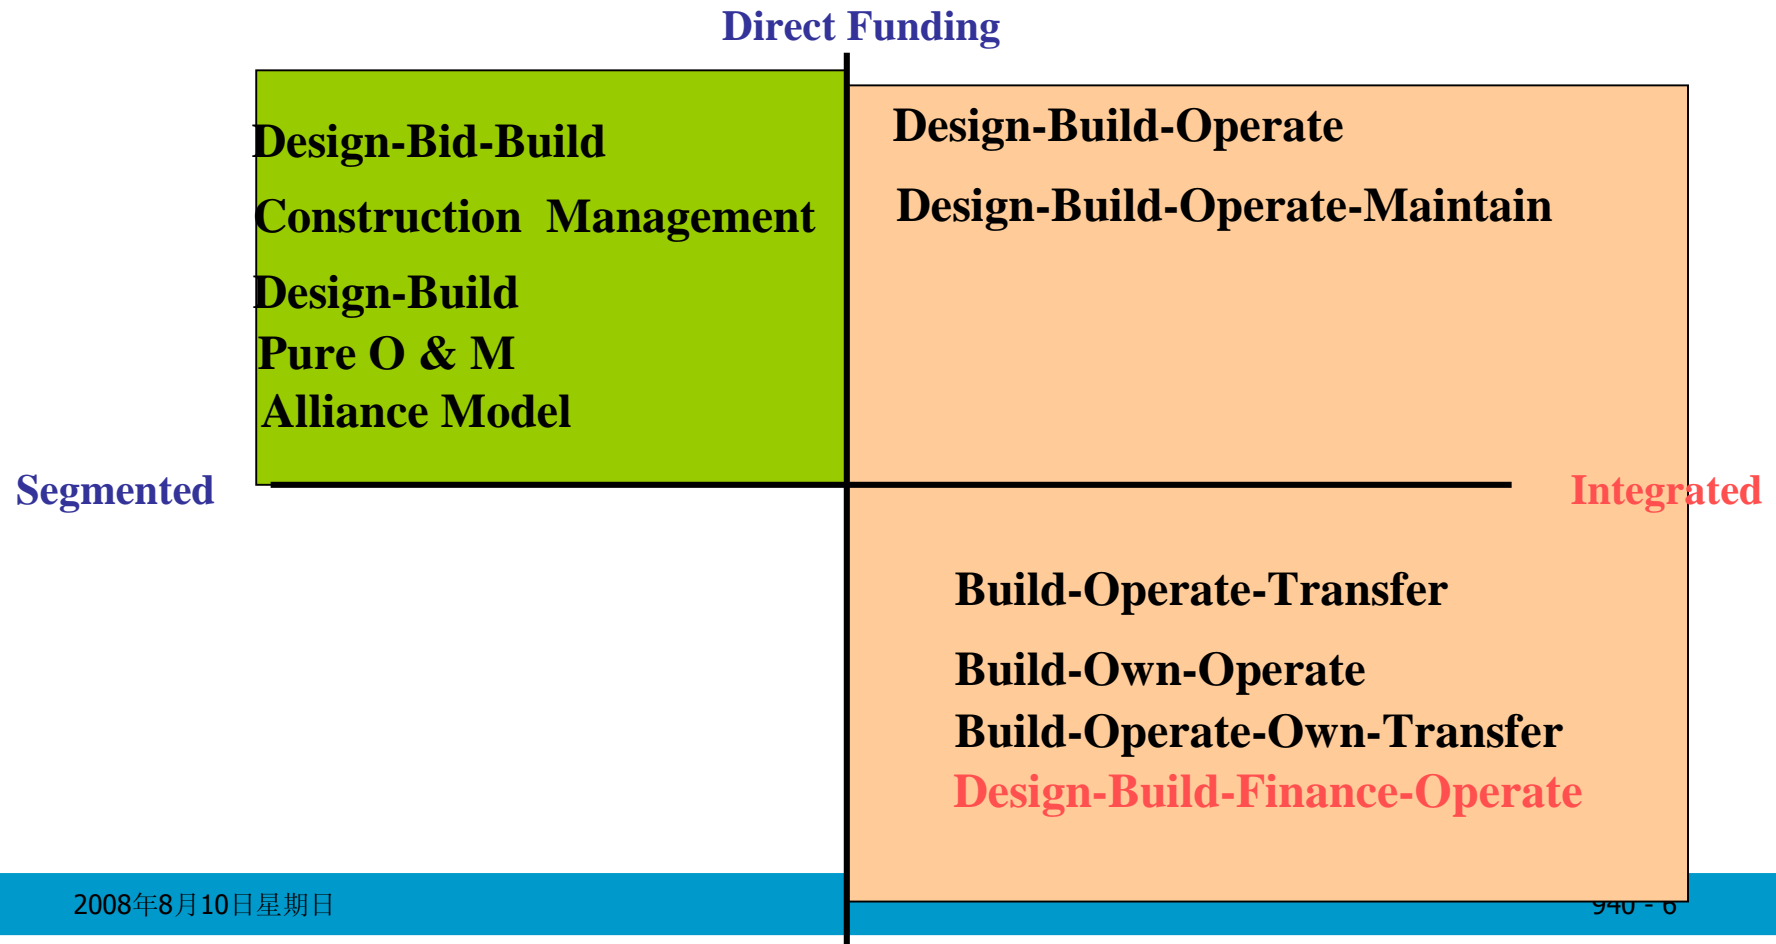 Direct Funding
Design-Bid-Build
Construction Management
Design-Build
Pure O & M
Alliance Model
Design-Build-Operate
Design-Build-Operate-Maintain
Segmented
Integrated
Build-Operate-Transfer
Build-Own-Operate
Build-Operate-Own-Transfer
Design-Build-Finance-Operate
2008年8月10日星期日
940 - 6